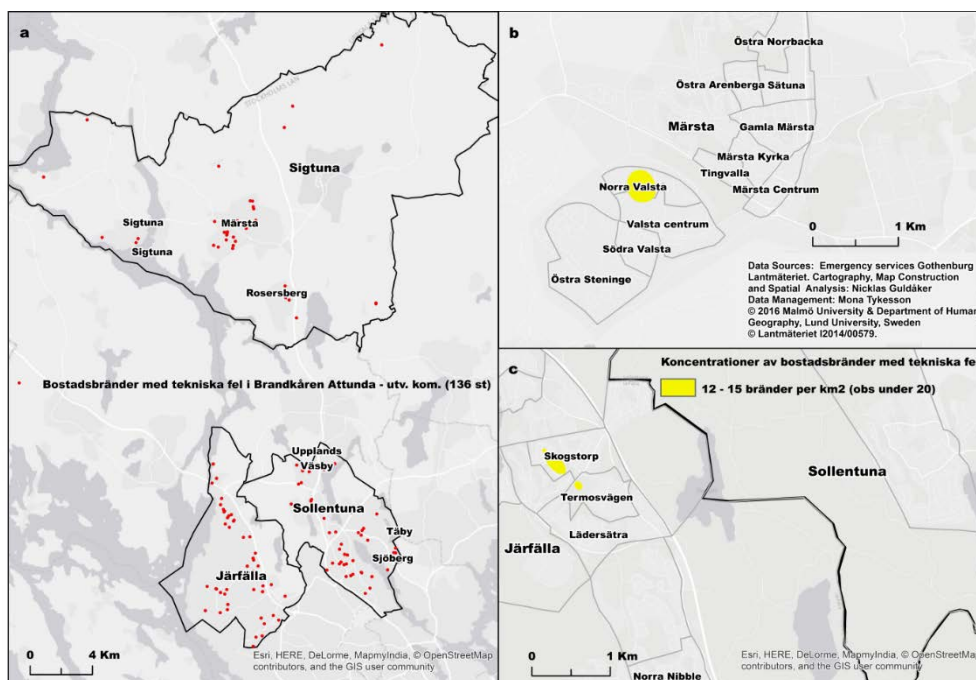 a
STOCKHOLMS LÄN
Sigtuna
Sigtuna
Märsta
Sigtuna
Rosersberg
Bostadsbränder med tekniska fel i Brandkåren Attunda - utv. kom. (136 st)
Upplands
Väsby
Sollentuna
Täby
Sjöberg
Järfälla
0 4 Km
Esri, HERE, DeLorme, MapmyIndia, © OpenStreetMap
contributors, and the GIS user community
b
Östra Norrbacka
Östra Arenberga
Sätuna
Märsta
Gamla Märsta
Märsta Kyrka
Tingvalla
Märsta Centrum
Norra Valsta
Valsta centrum
Södra Valsta
Östra Steninge
0 1 Km
Data Sources: Emergency services Gothenburg
Lantmäteriet. Cartography, Map Construction
and Spatial Analysis: Nicklas Guldåker
Data Management: Mona Tykesson
© 2016 Malmö University & Department of Human
Geography, Lund University, Sweden
© Lantmäteriet I2014/00579.
c
Koncentrationer av bostadsbränder med tekniska fe
12 - 15 bränder per km2 (obs under 20)
Skogstorp
Sollentuna
Termosvägen
Lädersätra
Järfälla
0 1 Km
Esri, HERE, DeLorme, MapmyIndia, © OpenStreetMap
contributors, and the GIS user community
Norra Nibble